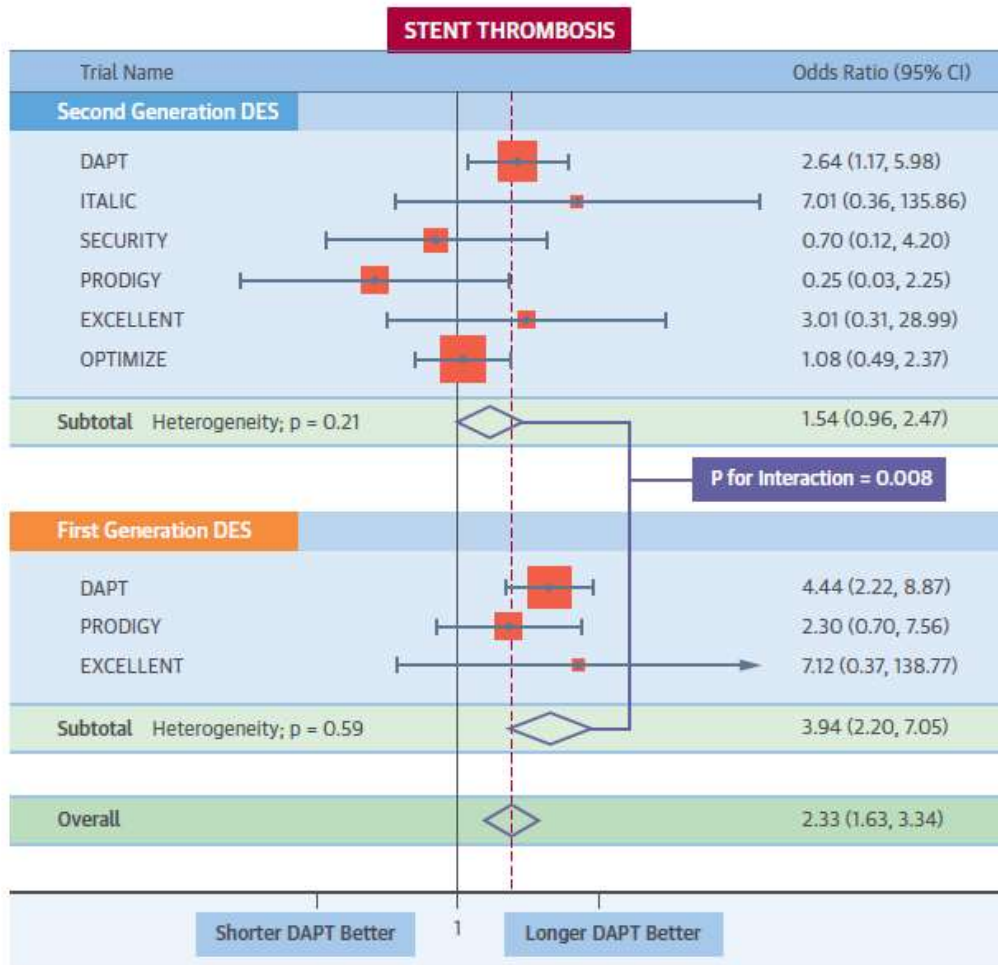 STENT THROMBOSIS
Trial Name Odds Ratio (95% CI)
Second Generation DES
DAPT 2.64 (1.17, 5.98)
ITALIC 7.01 (0.36, 135.86)
SECURITY 0.70 (0.12, 4.20)
PRODIGY 0.25 (0.03, 2.25)
EXCELLENT 3.01 (0.31, 28.99)
OPTIMIZE 1.08 (0.49, 2.37)
Subtotal Heterogeneity; p = 0.21 1.54 (0.96, 2.47)
P for Interaction = 0.008
First Generation DES
DAPT 4.44 (2.22, 8.87)
PRODIGY 2.30 (0.70, 7.56)
EXCELLENT 7.12 (0.37, 138.77)
Subtotal Heterogeneity; p = 0.59 3.94 (2.20, 7.05)
Overall 2.33 (1.63, 3.34)
Shorter DAPT Better 1 Longer DAPT Better